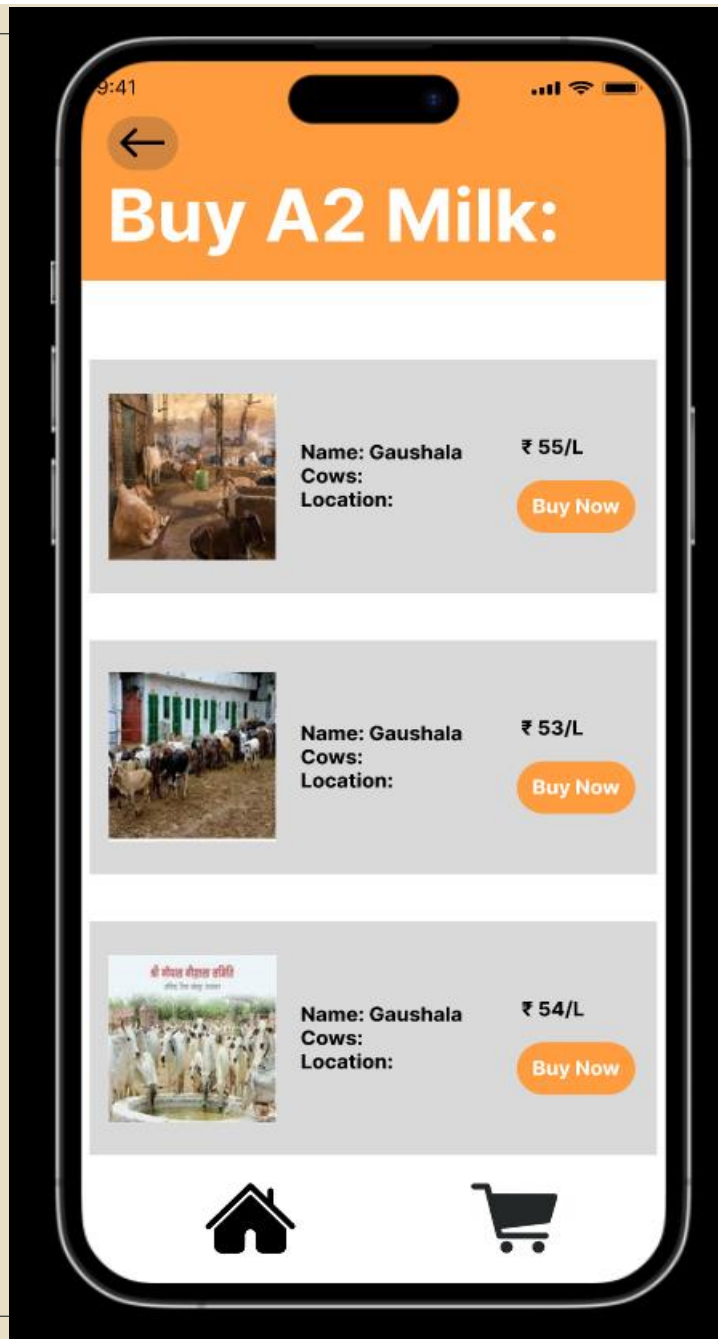 9:41
Buy A2 Milk:
Name: Gaushala
Cows:
Location:
₹ 55/L
Buy Now
Name: Gaushala
Cows:
Location:
₹ 53/L
Buy Now
श्री गोपाल गौशाला समिति
Name: Gaushala
Cows:
Location:
₹ 54/L
Buy Now